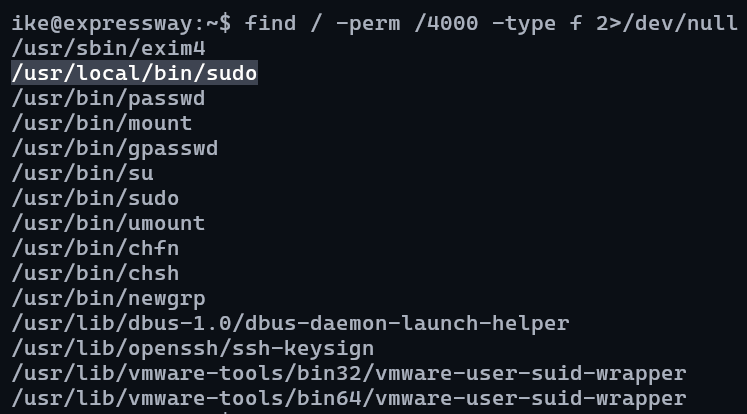 ike@expressway:~$ find / -perm /4000 -type f 2>/dev/null
/usr/sbin/exim4
/usr/local/bin/sudo
/usr/bin/passwd
/usr/bin/mount
/usr/bin/gpasswd
/usr/bin/su
/usr/bin/sudo
/usr/bin/umount
/usr/bin/chfn
/usr/bin/chsh
/usr/bin/newgrp
/usr/lib/dbus-1.0/dbus-daemon-launch-helper
/usr/lib/openssh/ssh-keysign
/usr/lib/vmware-tools/bin32/vmware-user-suid-wrapper
/usr/lib/vmware-tools/bin64/vmware-user-suid-wrapper